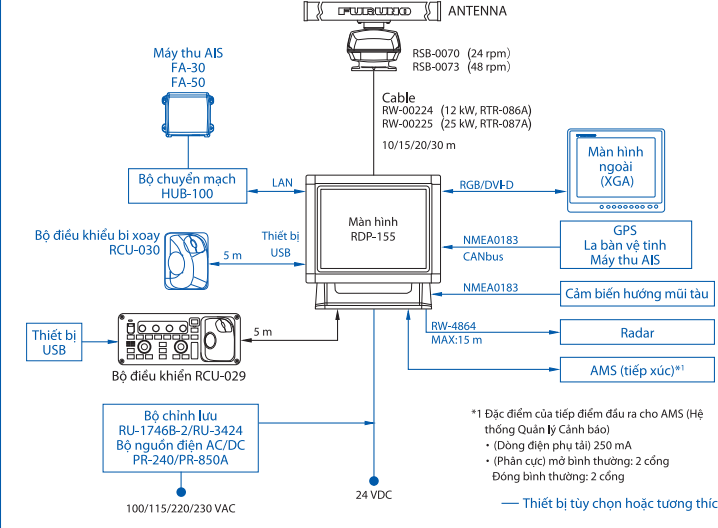 FURUNO
ANTENNA
RSB-0070 (24 rpm)
RSB-0073 (48 rpm)
Máy thu AIS
FA-30
FA-50
Cable
RW-00224 (12 kW, RTR-086A)
RW-00225 (25 kW, RTR-087A)
10/15/20/30 m
Bộ chuyển mạch
HUB-100
LAN
RGB/DVI-D
Màn hình
ngoài
(XGA)
Màn hình
RDP-155
Bộ điều khiểu bi xoay
RCU-030
5 m
Thiết bị
USB
NMEA0183
CANbus
GPS
La bàn vệ tinh
Máy thu AIS
NMEA0183
Cảm biến hướng mũi tàu
Thiết bị
USB
5 m
Bộ điều khiển RCU-029
RW-4864
MAX:15 m
Radar
AMS (tiếp xúc)*1
Bộ chỉnh lưu
RU-1746B-2/RU-3424
Bộ nguồn điện AC/DC
PR-240/PR-850A
100/115/220/230 VAC
24 VDC
*1 Đặc điểm của tiếp điểm đầu ra cho AMS (Hệ
thống Quản lý Cảnh báo)
• (Dòng điện phụ tải) 250 mA
• (Phân cực) mở bình thường: 2 cổng
Đóng bình thường: 2 cổng
— Thiết bị tùy chọn hoặc tương thíc